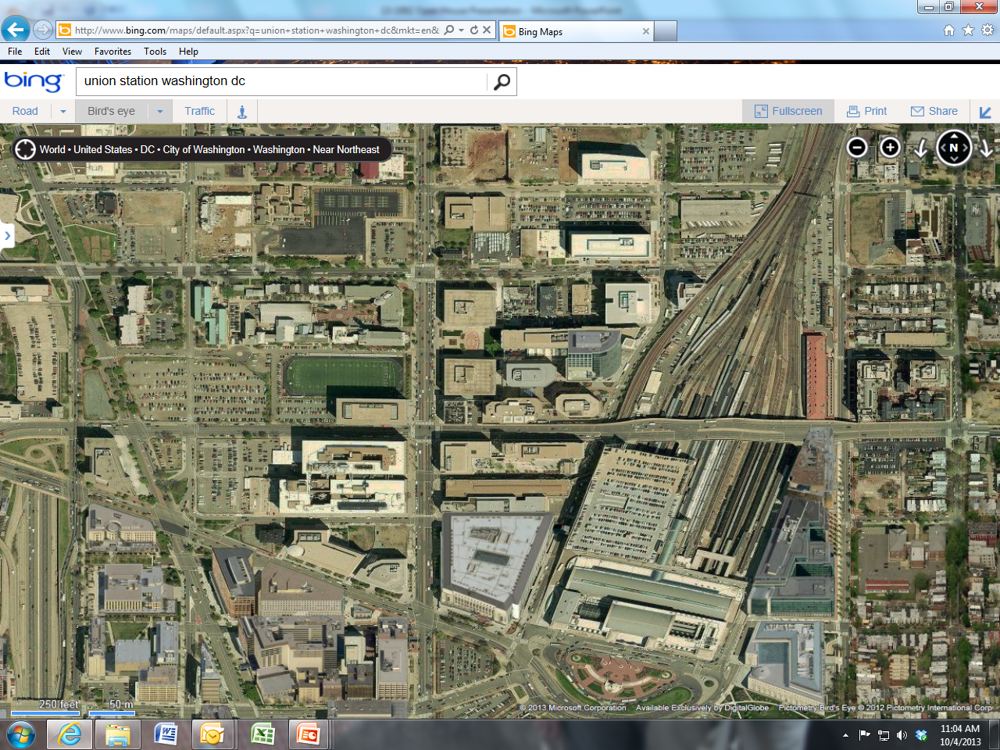 http://www.bing.com/maps/default.aspx?q=union+station+washington+dc&mkt=en&
Bing Maps
File Edit View Favorites Tools Help
bing
union station washington dc
Road Bird's eye Traffic Fullscreen Print Share
World • United States • DC • City of Washington • Washington • Near Northeast
N
250 feet 50 m
© 2013 Microsoft Corporation Available Exclusively by DigitalGlobe Pictometry Bird's Eye © 2012 Pictometry International Corp
11:04 AM
10/4/2013